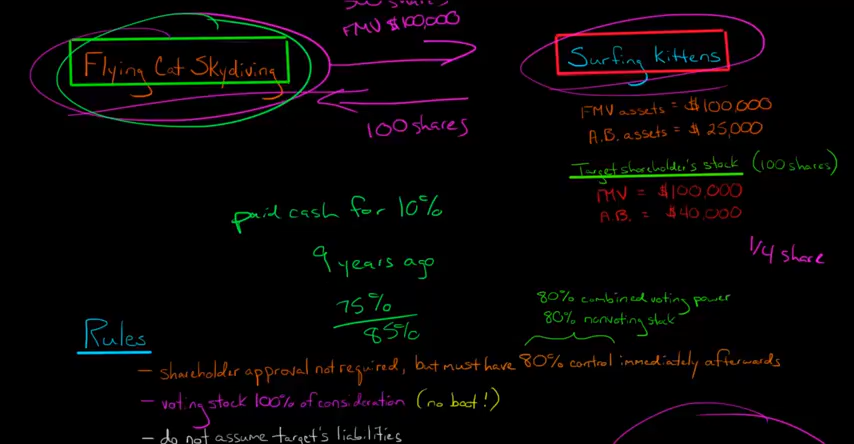 FMV $100,000
Flying Cat Skydiving
Surfing Kittens
100 shares
FMV assets = $100,000
A.B. assets = $25,000
Target shareholder's stock (100 shares)
FMV = $100,000
A.B. = $40,000
paid cash for 10%
9 years ago
75%
85%
1/4 share
80% combined voting power
80% nonvoting stock
Rules
- shareholder approval not required, but must have 80% control immediately afterwards
- voting stock 100% of consideration (no boot!)
- do not assume target's liabilities